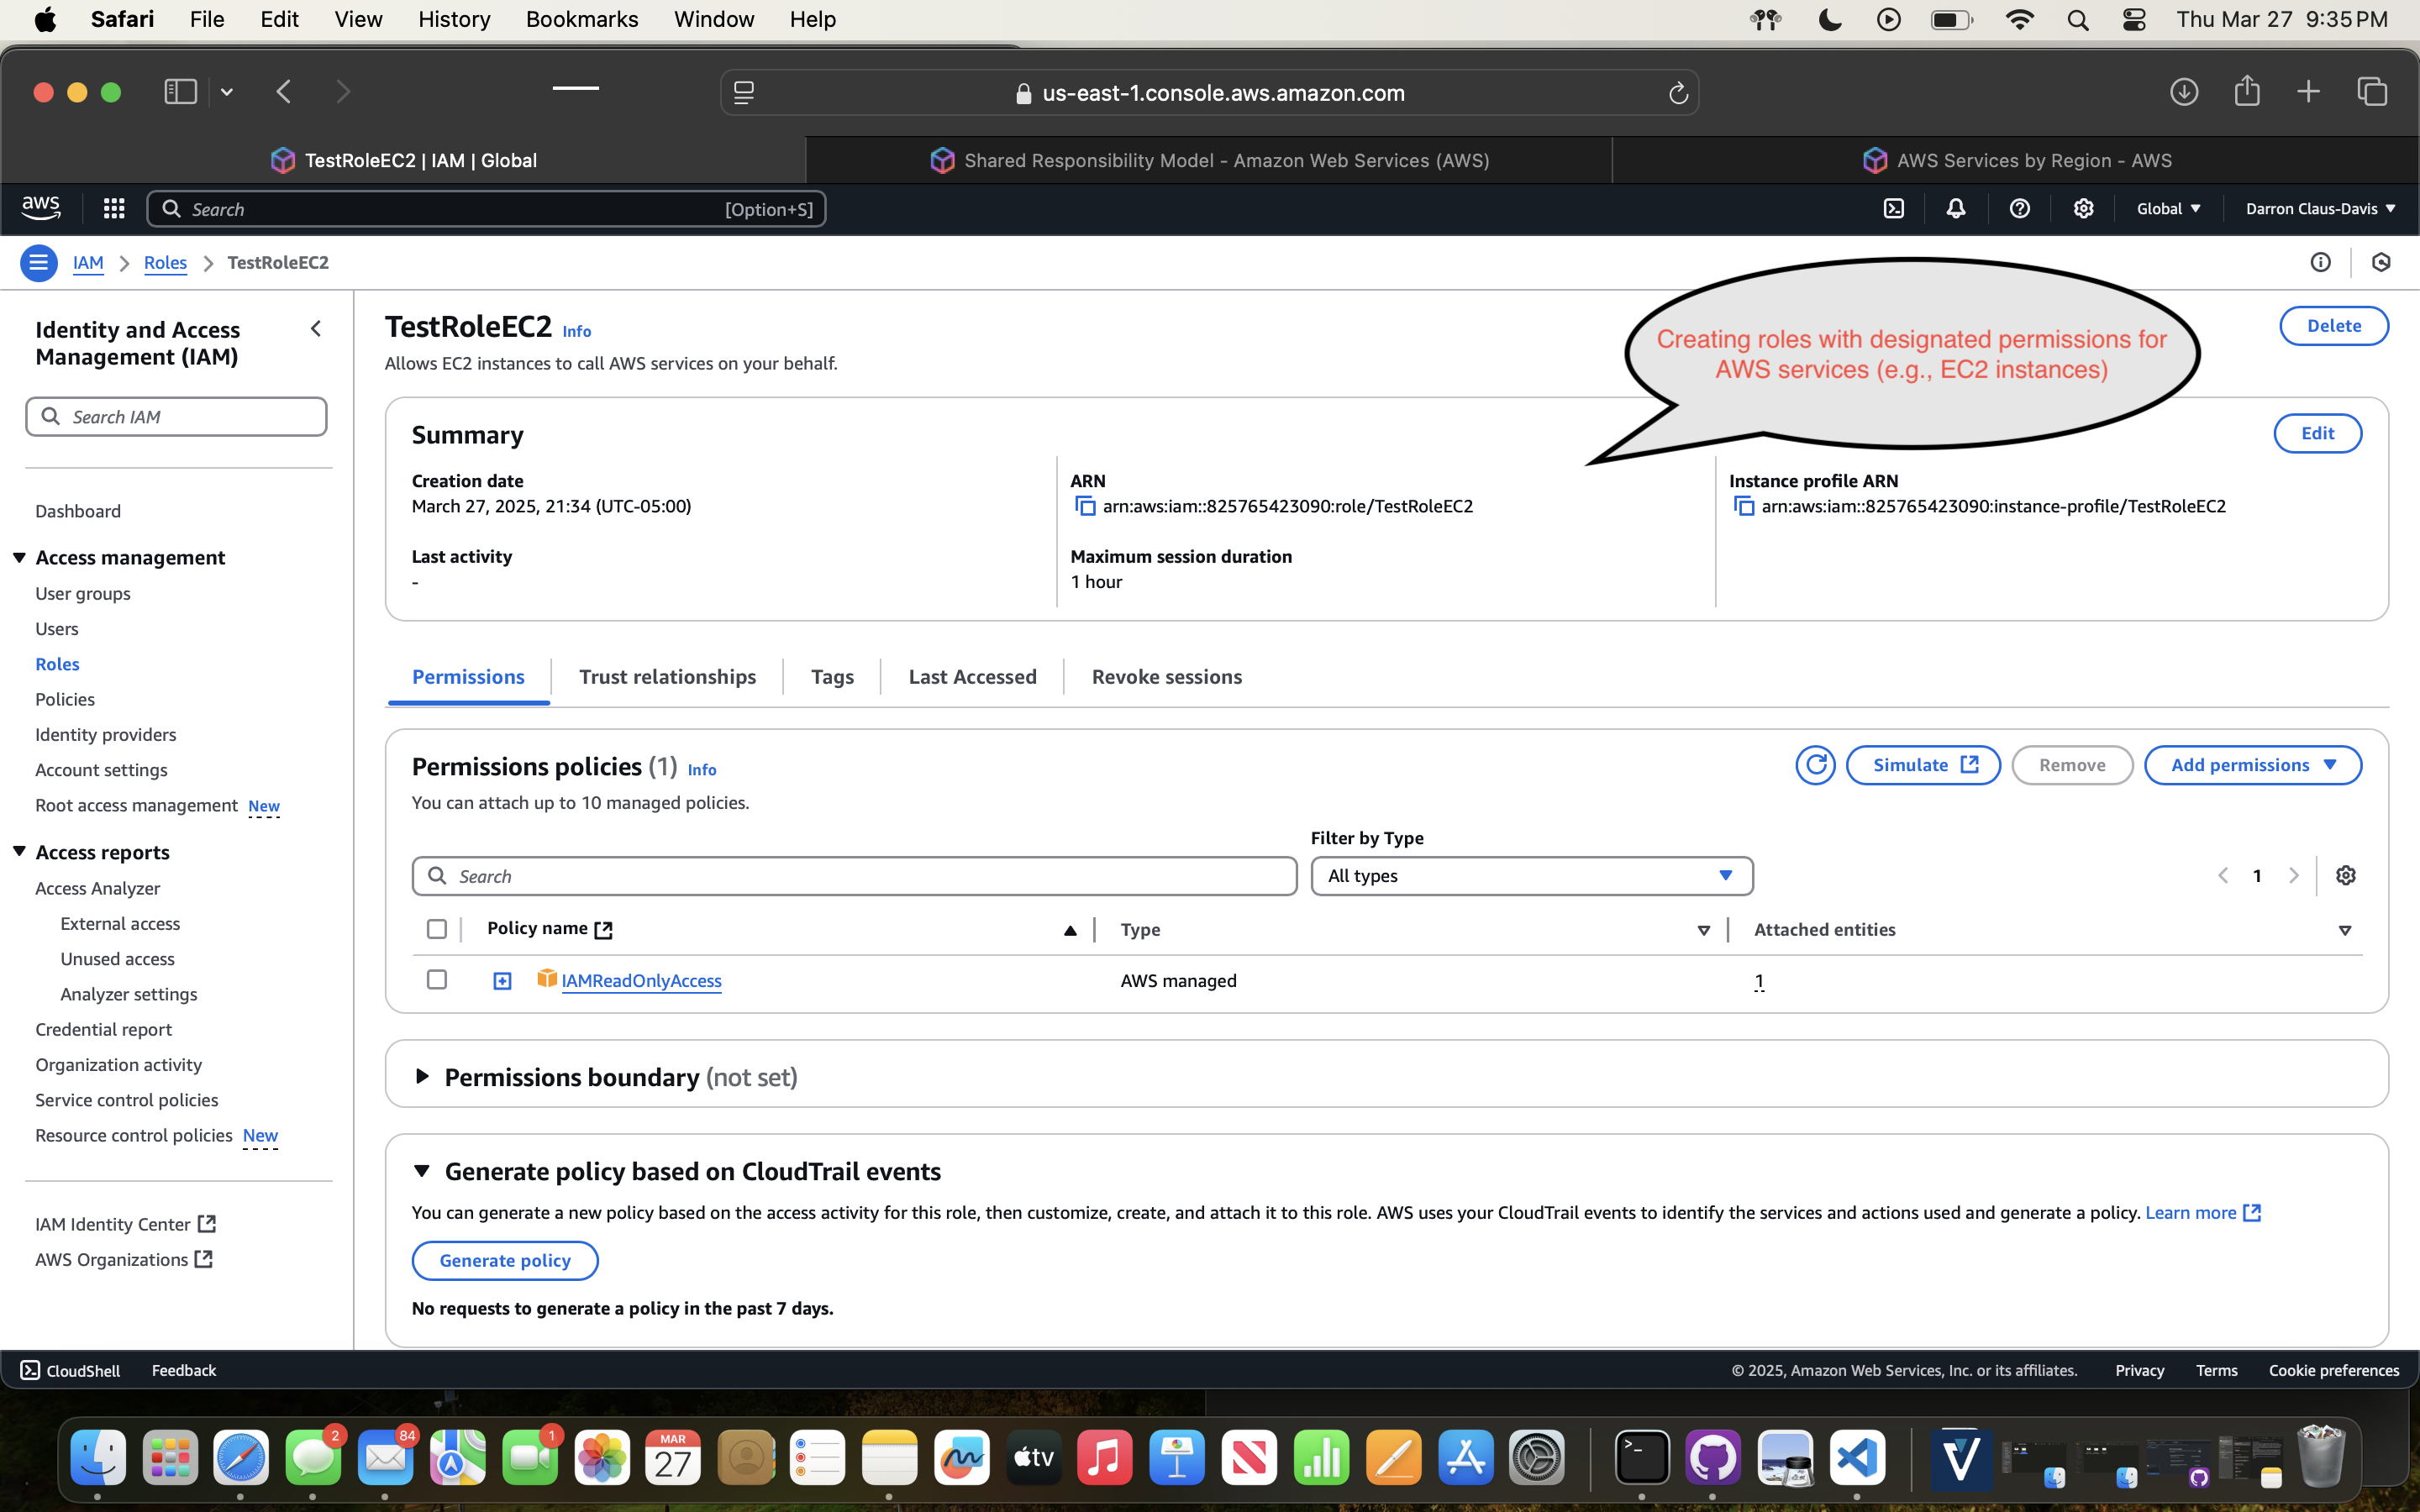 Safari File Edit View History Bookmarks Window Help Thu Mar 27 9:35 PM
us-east-1.console.aws.amazon.com
TestRoleEC2 | IAM | Global
Shared Responsibility Model - Amazon Web Services (AWS)
AWS Services by Region - AWS
aws Search [Option+S] Global Darron Claus-Davis
IAM Roles TestRoleEC2
Identity and Access
Management (IAM)
Search IAM
Dashboard
Access management
User groups
Users
Roles
Policies
Identity providers
Account settings
Root access management New
Access reports
Access Analyzer
External access
Unused access
Analyzer settings
Credential report
Organization activity
Service control policies
Resource control policies New
IAM Identity Center
AWS Organizations
TestRoleEC2 Info
Delete
Allows EC2 instances to call AWS services on your behalf.
Creating roles with designated permissions for
AWS services (e.g., EC2 instances)
Summary
Edit
Creation date
March 27, 2025, 21:34 (UTC-05:00)
ARN
arn:aws:iam::825765423090:role/TestRoleEC2
Instance profile ARN
arn:aws:iam::825765423090:instance-profile/TestRoleEC2
Last activity
-
Maximum session duration
1 hour
Permissions Trust relationships Tags Last Accessed Revoke sessions
Permissions policies (1) Info
Simulate Remove Add permissions
You can attach up to 10 managed policies.
Filter by Type
Search All types 1
Policy name Type Attached entities
IAMReadOnlyAccess AWS managed 1
Permissions boundary (not set)
Generate policy based on CloudTrail events
You can generate a new policy based on the access activity for this role, then customize, create, and attach it to this role. AWS uses your CloudTrail events to identify the services and actions used and generate a policy. Learn more
Generate policy
No requests to generate a policy in the past 7 days.
CloudShell Feedback © 2025, Amazon Web Services, Inc. or its affiliates. Privacy Terms Cookie preferences
2 84 1
MAR
27
tv